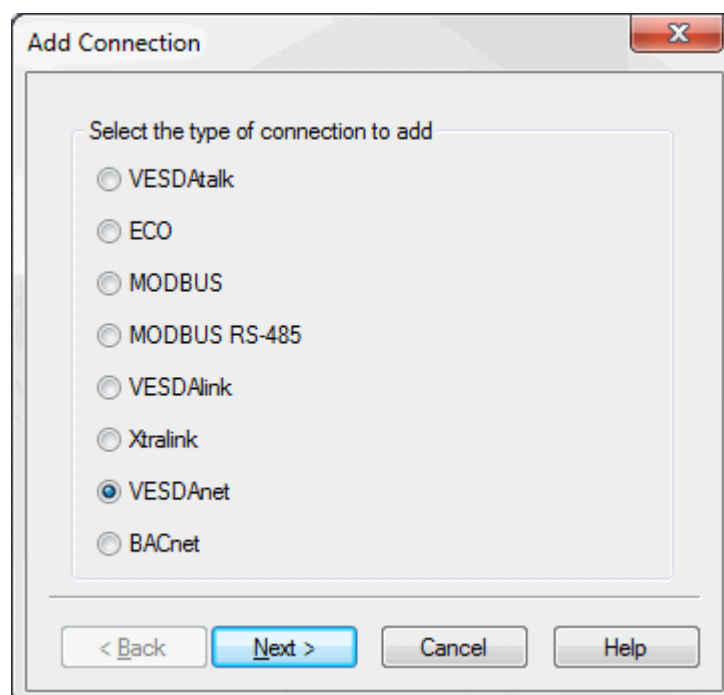 Add Connection
Select the type of connection to add
VESDAtalk
ECO
MODBUS
MODBUS RS-485
VESDAlink
Xtralink
VESDAnet
BACnet
< Back Next > Cancel Help